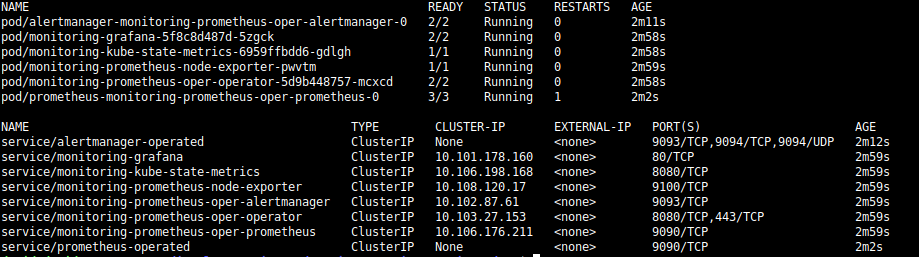 NAME READY STATUS RESTARTS AGE
pod/alertmanager-monitoring-prometheus-oper-alertmanager-0 2/2 Running 0 2m11s
pod/monitoring-grafana-5f8c8d487d-5zgck 2/2 Running 0 2m58s
pod/monitoring-kube-state-metrics-6959ffbdd6-gdlgh 1/1 Running 0 2m58s
pod/monitoring-prometheus-node-exporter-pwvtm 1/1 Running 0 2m59s
pod/monitoring-prometheus-oper-operator-5d9b448757-mcxcd 2/2 Running 0 2m58s
pod/prometheus-monitoring-prometheus-oper-prometheus-0 3/3 Running 1 2m2s
NAME TYPE CLUSTER-IP EXTERNAL-IP PORT(S) AGE
service/alertmanager-operated ClusterIP None <none> 9093/TCP,9094/TCP,9094/UDP 2m12s
service/monitoring-grafana ClusterIP 10.101.178.160 <none> 80/TCP 2m59s
service/monitoring-kube-state-metrics ClusterIP 10.106.198.168 <none> 8080/TCP 2m59s
service/monitoring-prometheus-node-exporter ClusterIP 10.108.120.17 <none> 9100/TCP 2m59s
service/monitoring-prometheus-oper-alertmanager ClusterIP 10.102.87.61 <none> 9093/TCP 2m59s
service/monitoring-prometheus-oper-operator ClusterIP 10.103.27.153 <none> 8080/TCP,443/TCP 2m59s
service/monitoring-prometheus-oper-prometheus ClusterIP 10.106.176.211 <none> 9090/TCP 2m59s
service/prometheus-operated ClusterIP None <none> 9090/TCP 2m2s